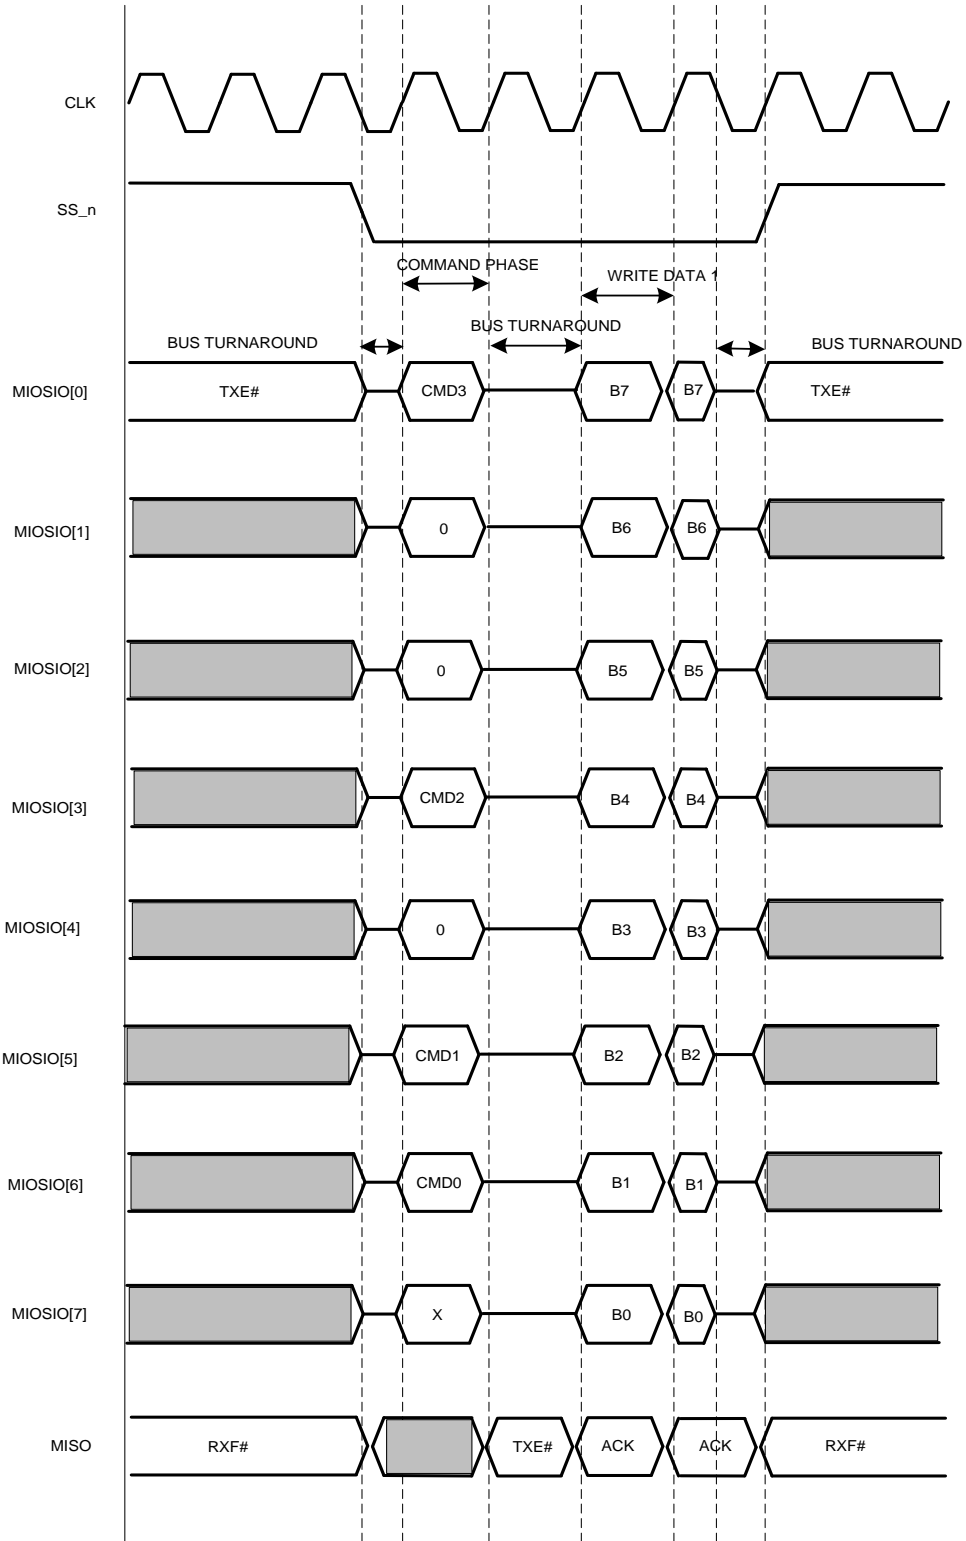 CLK
SS_n
COMMAND PHASE
WRITE DATA 1
BUS TURNAROUND
BUS TURNAROUND
BUS TURNAROUND
MIOSIO[0] TXE# CMD3 B7 B7 TXE#
MIOSIO[1] 0 B6 B6
MIOSIO[2] 0 B5 B5
MIOSIO[3] CMD2 B4 B4
MIOSIO[4] 0 B3 B3
MIOSIO[5] CMD1 B2 B2
MIOSIO[6] CMD0 B1 B1
MIOSIO[7] X B0 B0
MISO RXF# TXE# ACK ACK RXF#